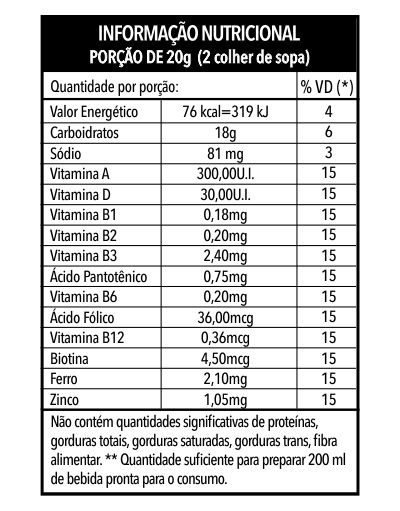 INFORMAÇÃO NUTRICIONAL
PORÇÃO DE 20g (2 colher de sopa)
Quantidade por porção: % VD (*)
Valor Energético 76 kcal=319 kJ 4
Carboidratos 18g 6
Sódio 81 mg 3
Vitamina A 300,00U.I. 15
Vitamina D 30,00U.I. 15
Vitamina B1 0,18mg 15
Vitamina B2 0,20mg 15
Vitamina B3 2,40mg 15
Ácido Pantotênico 0,75mg 15
Vitamina B6 0,20mg 15
Ácido Fólico 36,00mcg 15
Vitamina B12 0,36mcg 15
Biotina 4,50mcg 15
Ferro 2,10mg 15
Zinco 1,05mg 15
Não contém quantidades significativas de proteínas,
gorduras totais, gorduras saturadas, gorduras trans, fibra
alimentar. ** Quantidade suficiente para preparar 200 ml
de bebida pronta para o consumo.